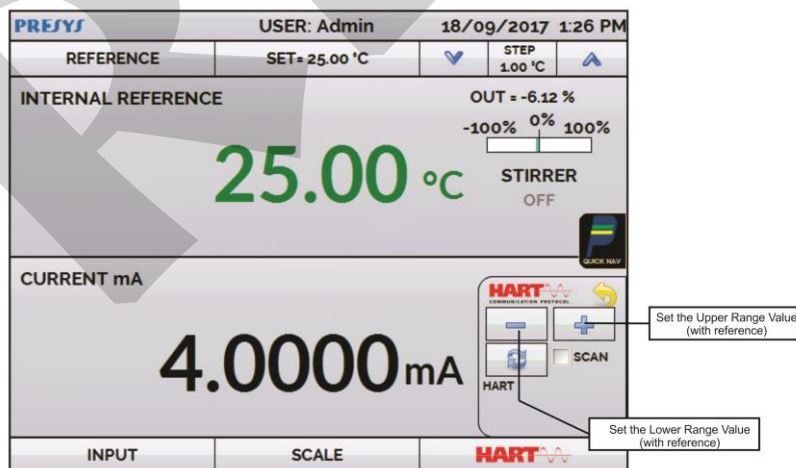 PRESYS USER: Admin 18/09/2017 1:26 PM
REFERENCE SET= 25.00 °C STEP
1.00 °C
INTERNAL REFERENCE OUT = -6.12 %
-100% 0% 100%
25.00 °C STIRRER
OFF
QUICK NAV
CURRENT mA
HART
COMMUNICATION PROTOCOL
Set the Upper Range Value
(with reference)
SCAN
4.0000 mA HART
Set the Lower Range Value
(with reference)
INPUT SCALE HART